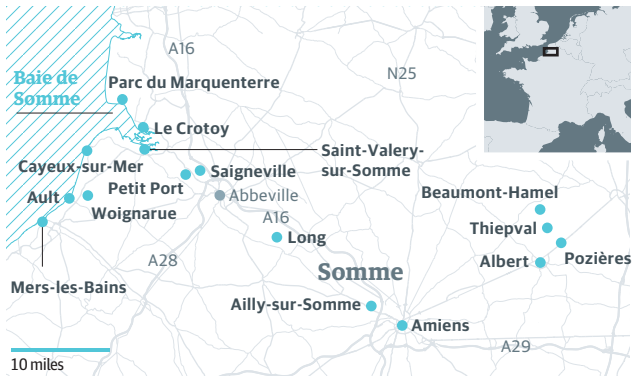 A16
N25
Baie de
Somme
Parc du Marquenterre
Le Crotoy
Cayeux-sur-Mer
Saint-Valery-
sur-Somme
Saigneville
Petit Port
Abbeville
Ault
Woignarue
A16
Beaumont-Hamel
Thiepval
Long
Pozières
Albert
A28
Somme
Mers-les-Bains
Ailly-sur-Somme
Amiens
A29
10 miles